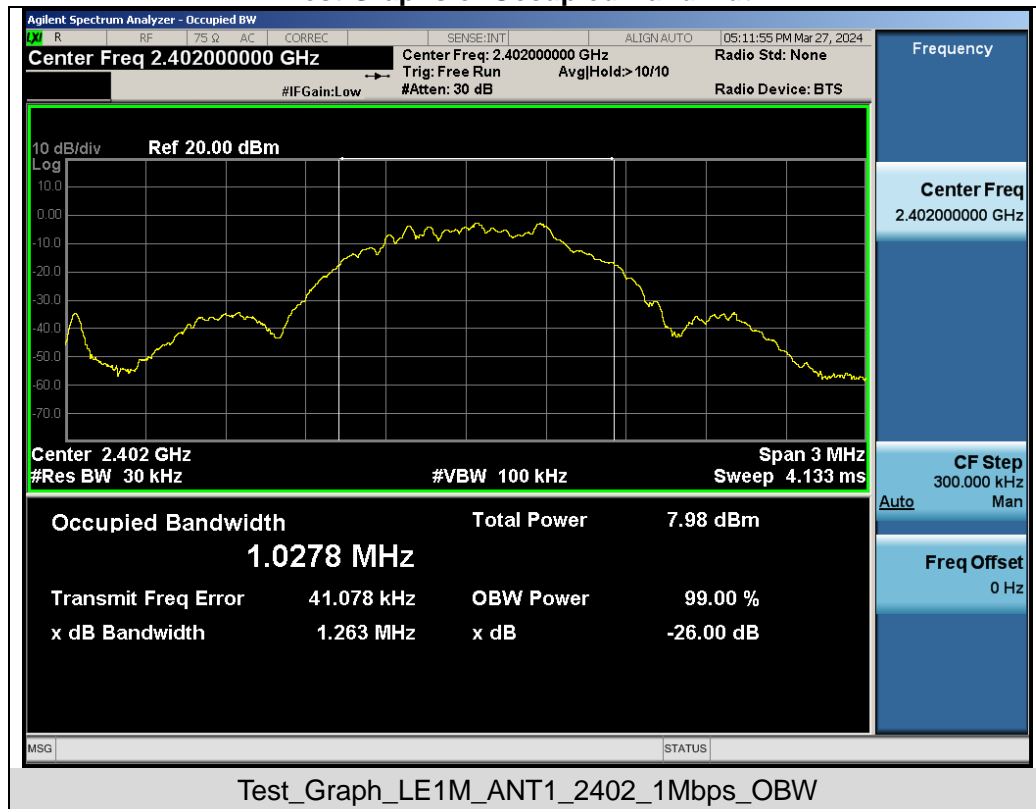 Agilent Spectrum Analyzer - Occupied BW
LXI R RF 75 Ω AC CORREC SENSE:INT ALIGN AUTO 05:11:55 PM Mar 27, 2024
Center Freq 2.402000000 GHz
Center Freq: 2.402000000 GHz Radio Std: None
Trig: Free Run Avg|Hold:> 10/10
#IFGain:Low #Atten: 30 dB Radio Device: BTS
Frequency
10 dB/div Ref 20.00 dBm
Log
10.0
0.00
-10.0
-20.0
-30.0
-40.0
-50.0
-60.0
-70.0
Center 2.402 GHz Span 3 MHz
#Res BW 30 kHz #VBW 100 kHz Sweep 4.133 ms
Center Freq
2.402000000 GHz
CF Step
300.000 kHz
Auto Man
Freq Offset
0 Hz
Occupied Bandwidth Total Power 7.98 dBm
1.0278 MHz
Transmit Freq Error 41.078 kHz OBW Power 99.00 %
x dB Bandwidth 1.263 MHz x dB -26.00 dB
MSG STATUS
Test_Graph_LE1M_ANT1_2402_1Mbps_OBW